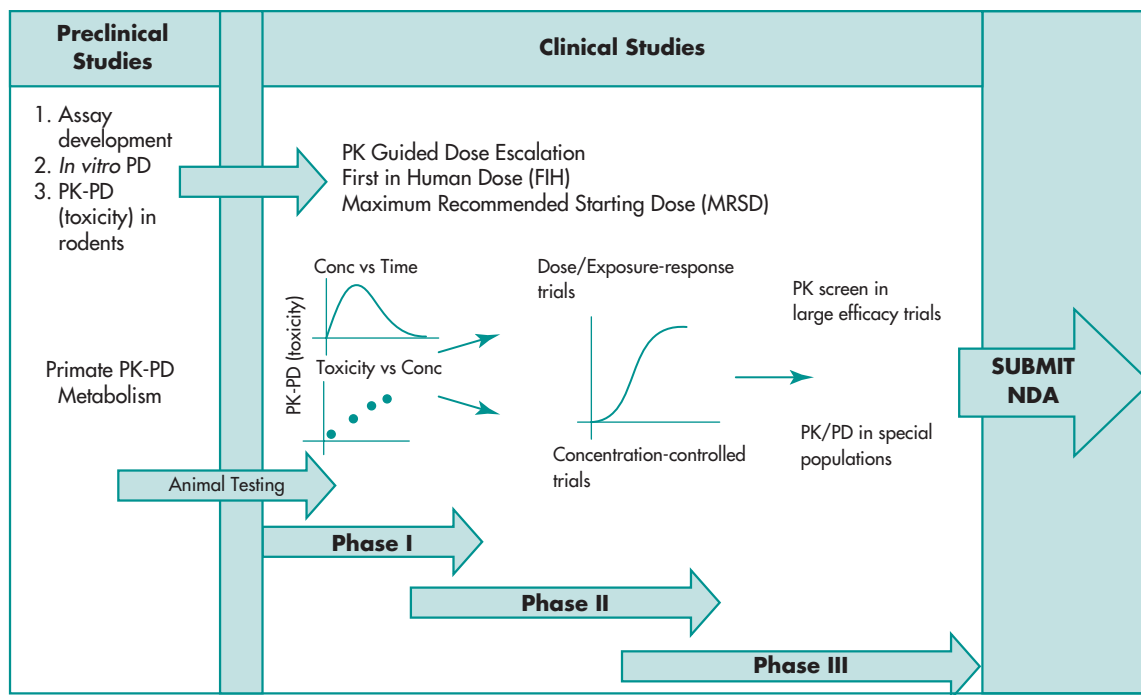 Preclinical
Studies
Clinical Studies
1. Assay
development
2. In vitro PD
3. PK-PD
(toxicity) in
rodents
PK Guided Dose Escalation
First in Human Dose (FIH)
Maximum Recommended Starting Dose (MRSD)
Primate PK-PD
Metabolism
PK-PD (toxicity)
Conc vs Time
Toxicity vs Conc
Dose/Exposure-response
trials
Concentration-controlled
trials
PK screen in
large efficacy trials
PK/PD in special
populations
SUBMIT
NDA
Animal Testing
Phase I
Phase II
Phase III